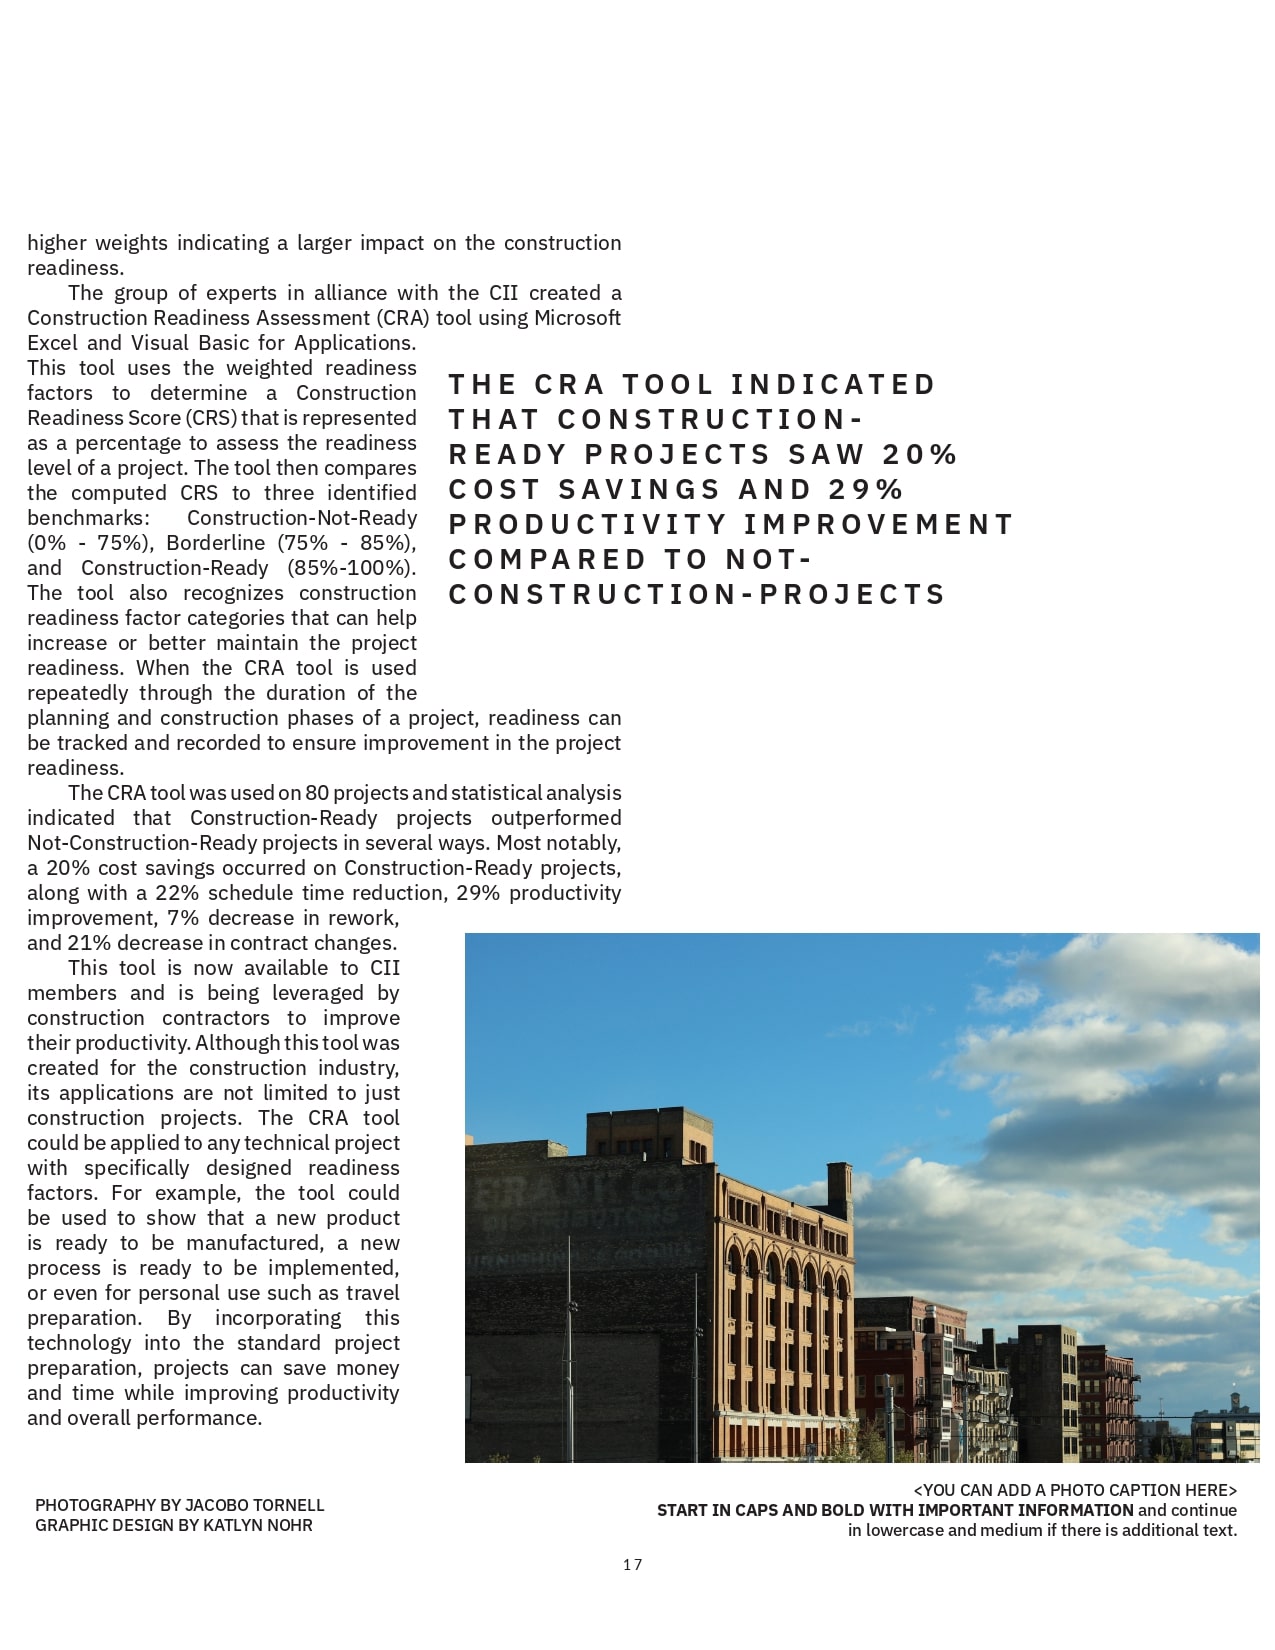 higher weights indicating a larger impact on the construction
readiness.
The group of experts in alliance with the CII created a
Construction Readiness Assessment (CRA) tool using Microsoft
Excel and Visual Basic for Applications.
This tool uses the weighted readiness
factors to determine a Construction
Readiness Score (CRS) that is represented
as a percentage to assess the readiness
level of a project. The tool then compares
the computed CRS to three identified
benchmarks: Construction-Not-Ready
(0% - 75%), Borderline (75% - 85%),
and Construction-Ready (85%-100%).
The tool also recognizes construction
readiness factor categories that can help
increase or better maintain the project
readiness. When the CRA tool is used
repeatedly through the duration of the
planning and construction phases of a project, readiness can
be tracked and recorded to ensure improvement in the project
readiness.
The CRA tool was used on 80 projects and statistical analysis
indicated that Construction-Ready projects outperformed
Not-Construction-Ready projects in several ways. Most notably,
a 20% cost savings occurred on Construction-Ready projects,
along with a 22% schedule time reduction, 29% productivity
improvement, 7% decrease in rework,
and 21% decrease in contract changes.
This tool is now available to CII
members and is being leveraged by
construction contractors to improve
their productivity. Although this tool was
created for the construction industry,
its applications are not limited to just
construction projects. The CRA tool
could be applied to any technical project
with specifically designed readiness
factors. For example, the tool could
be used to show that a new product
is ready to be manufactured, a new
process is ready to be implemented,
or even for personal use such as travel
preparation. By incorporating this
technology into the standard project
preparation, projects can save money
and time while improving productivity
and overall performance.
THE CRA TOOL INDICATED
THAT CONSTRUCTION-
READY PROJECTS SAW 20%
COST SAVINGS AND 29%
PRODUCTIVITY IMPROVEMENT
COMPARED TO NOT-
CONSTRUCTION-PROJECTS
FRANK CO
DISTRIBUTORS
PHOTOGRAPHY BY JACOBO TORNELL
GRAPHIC DESIGN BY KATLYN NOHR
<YOU CAN ADD A PHOTO CAPTION HERE>
START IN CAPS AND BOLD WITH IMPORTANT INFORMATION and continue
in lowercase and medium if there is additional text.
17